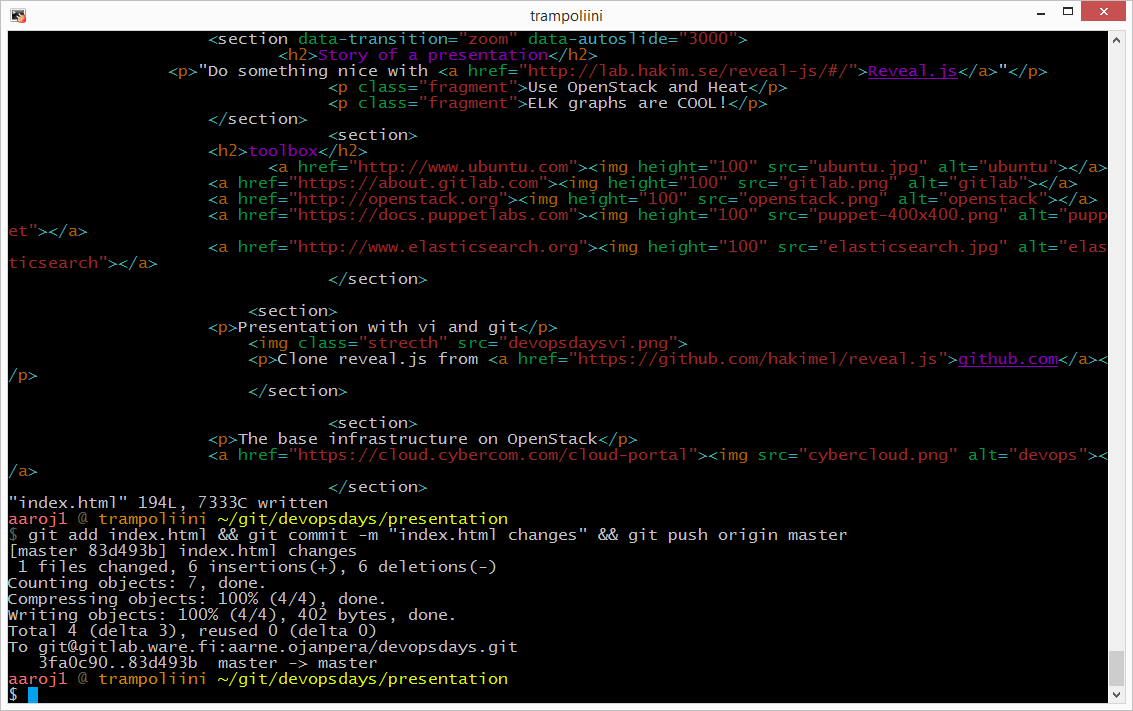 trampoliini
<section data-transition="zoom" data-autoslide="3000">
<h2>Story of a presentation</h2>
<p>"Do something nice with <a href="http://lab.hakim.se/reveal-js/#/">Reveal.js</a>"</p>
<p class="fragment">Use OpenStack and Heat</p>
<p class="fragment">ELK graphs are COOL!</p>
</section>
<section>
<h2>toolbox</h2>
<a href="http://www.ubuntu.com"><img height="100" src="ubuntu.jpg" alt="ubuntu"></a>
<a href="https://about.gitlab.com"><img height="100" src="gitlab.png" alt="gitlab"></a>
<a href="http://openstack.org"><img height="100" src="openstack.png" alt="openstack"></a>
<a href="https://docs.puppetlabs.com"><img height="100" src="puppet-400x400.png" alt="pupp
et"></a>
<a href="http://www.elasticsearch.org"><img height="100" src="elasticsearch.jpg" alt="elas
ticsearch"></a>
</section>
<section>
<p>Presentation with vi and git</p>
<img class="strecth" src="devopsdaysvi.png">
<p>Clone reveal.js from <a href="https://github.com/hakimel/reveal.js">github.com</a><
/p>
</section>
<section>
<p>The base infrastructure on OpenStack</p>
<a href="https://cloud.cybercom.com/cloud-portal"><img src="cybercloud.png" alt="devops"><
/a>
</section>
"index.html" 194L, 7333C written
aaroj1 @ trampoliini ~/git/devopsdays/presentation
$ git add index.html && git commit -m "index.html changes" && git push origin master
[master 83d493b] index.html changes
1 files changed, 6 insertions(+), 6 deletions(-)
Counting objects: 7, done.
Compressing objects: 100% (4/4), done.
Writing objects: 100% (4/4), 402 bytes, done.
Total 4 (delta 3), reused 0 (delta 0)
To git@gitlab.ware.fi:aarne.ojanpera/devopsdays.git
3fa0c90..83d493b  master -> master
aaroj1 @ trampoliini ~/git/devopsdays/presentation
$